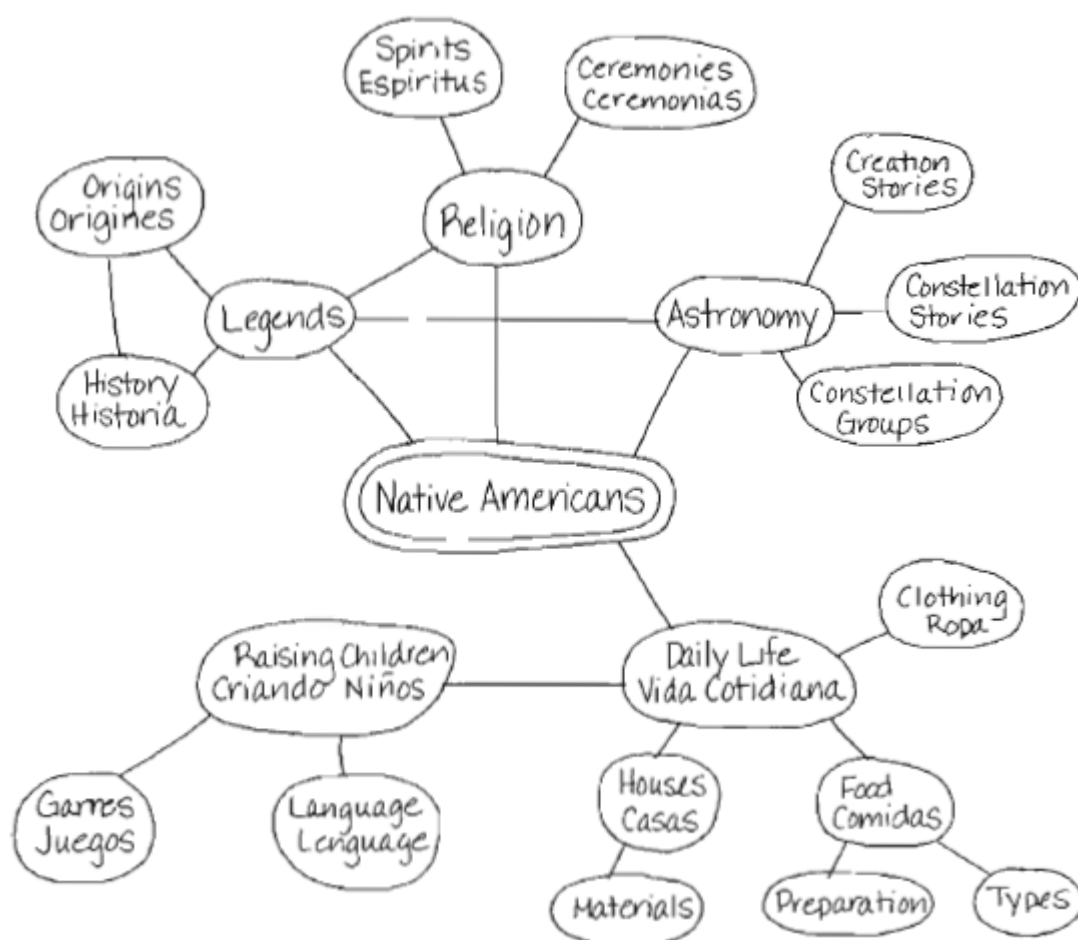 Spirits
Espiritus
Ceremonies
Ceremonias
Creation
Stories
Origins
Origines
Religion
Legends
Astronomy
Constellation
Stories
History
Historia
Constellation
Groups
Native Americans
Clothing
Ropa
Raising Children
Criando Niños
Daily Life
Vida Cotidiana
Games
Juegos
Language
Lenguage
Houses
Casas
Food
Comidas
Materials
Preparation
Types